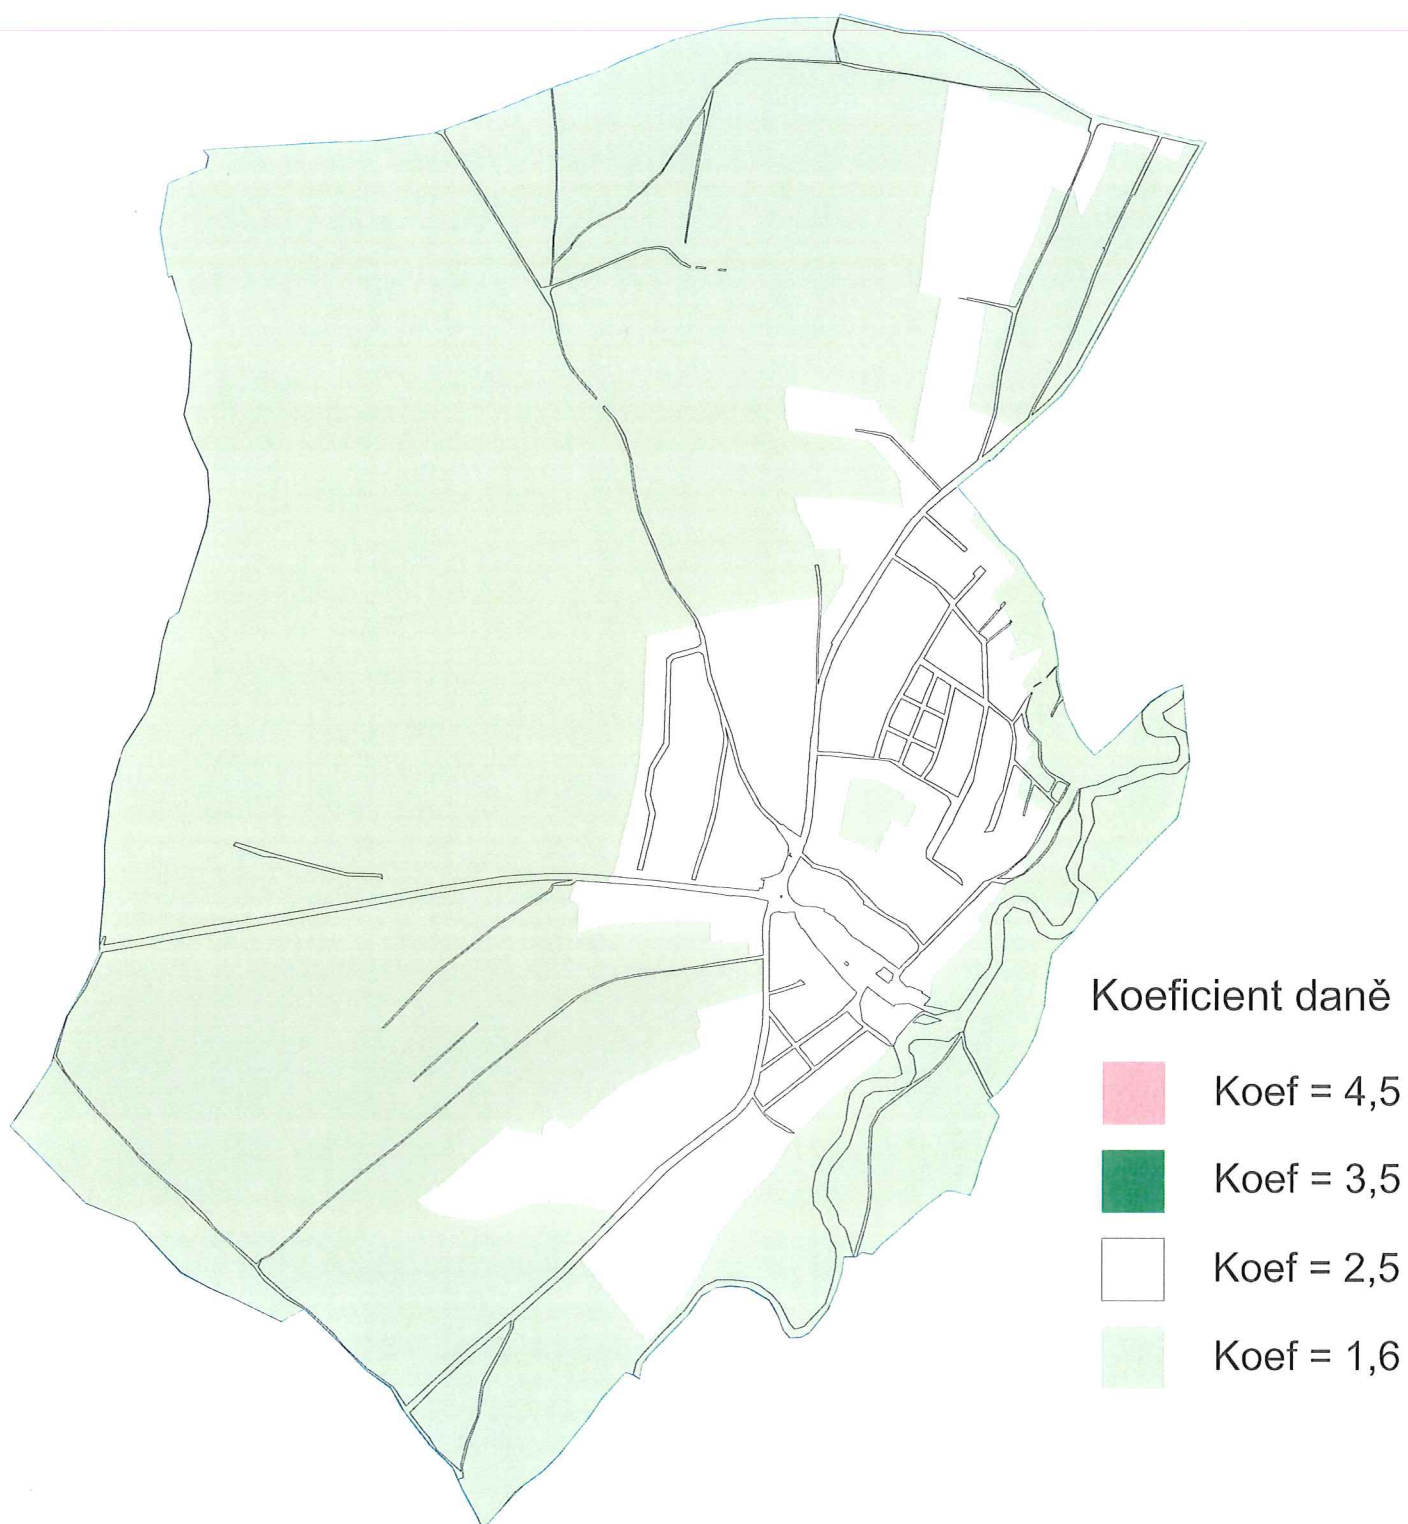 Koeficient daně
Koef = 4,5
Koef = 3,5
Koef = 2,5
Koef = 1,6